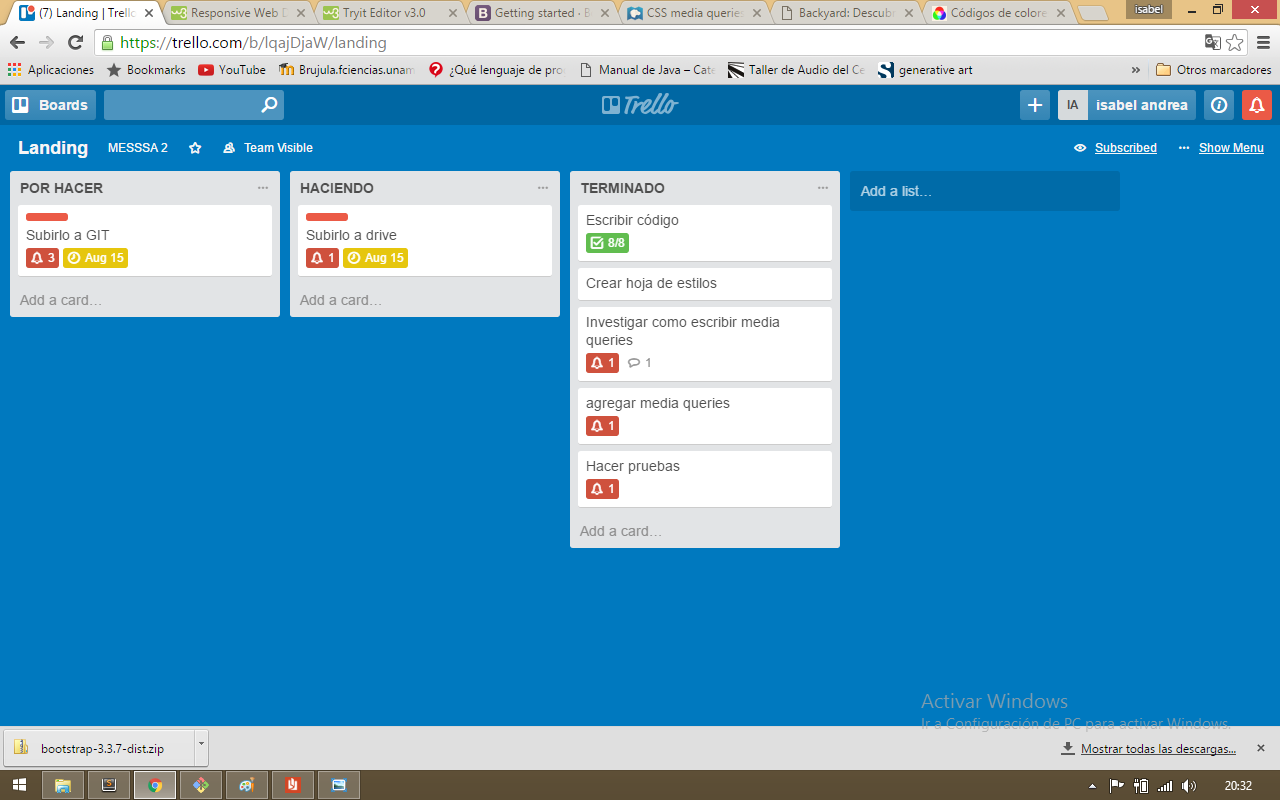 (7) Landing | Trello
Responsive Web D
Tryit Editor v3.0
Getting started · B
CSS media queries
Backyard: Descubr
Códigos de colore
isabel
https://trello.com/b/lqajDjaW/landing
Aplicaciones
Bookmarks
YouTube
Brujula.fciencias.unam
¿Qué lenguaje de pro
Manual de Java – Cate
Taller de Audio del Ce
generative art
»
Otros marcadores
Boards
Trello
IA
isabel andrea
Landing
MESSSA 2
Team Visible
Subscribed
Show Menu
POR HACER
Subirlo a GIT
3 Aug 15
Add a card...
HACIENDO
Subirlo a drive
1 Aug 15
Add a card...
TERMINADO
Escribir código
8/8
Crear hoja de estilos
Investigar como escribir media
queries
1 1
agregar media queries
1
Hacer pruebas
1
Add a card...
Add a list...
Activar Windows
Ir a Configuración de PC para activar Windows.
bootstrap-3.3.7-dist.zip
Mostrar todas las descargas...
20:32